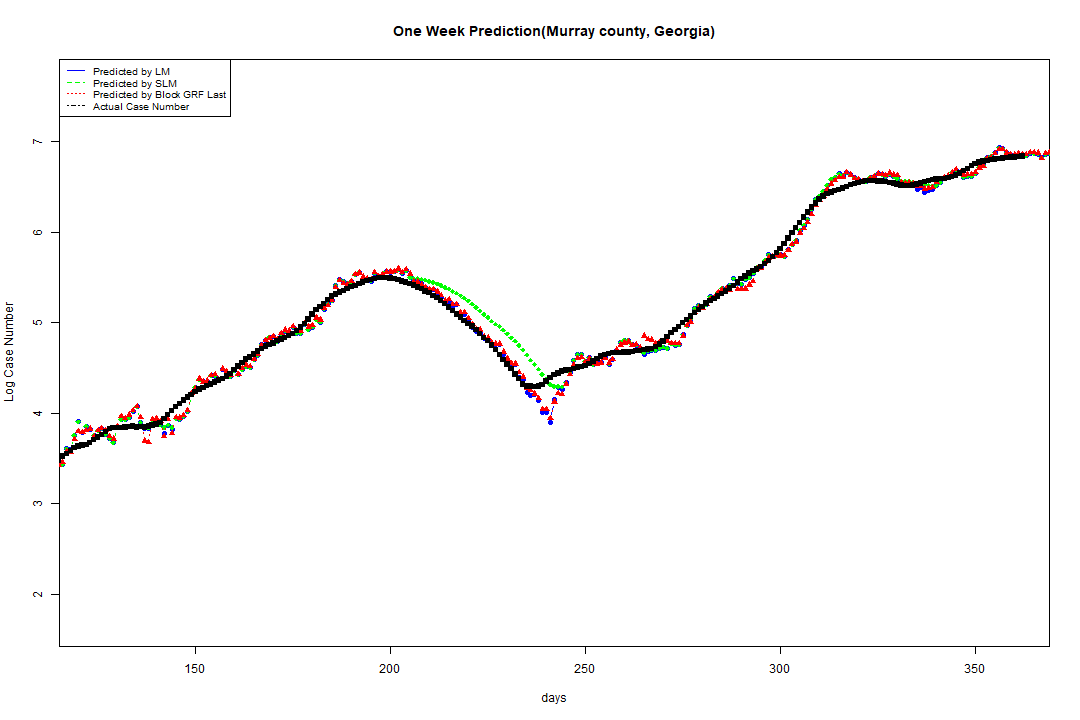 One Week Prediction(Murray county, Georgia)
Predicted by LM
Predicted by SLM
Predicted by Block GRF Last
Actual Case Number
7
6
5
4
3
2
Log Case Number
150 200 250 300 350
days